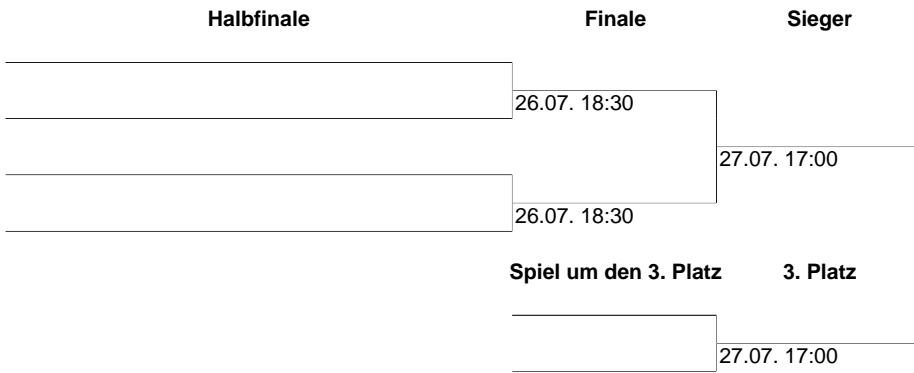 Halbfinale Finale Sieger
26.07. 18:30
27.07. 17:00
26.07. 18:30
Spiel um den 3. Platz 3. Platz
27.07. 17:00